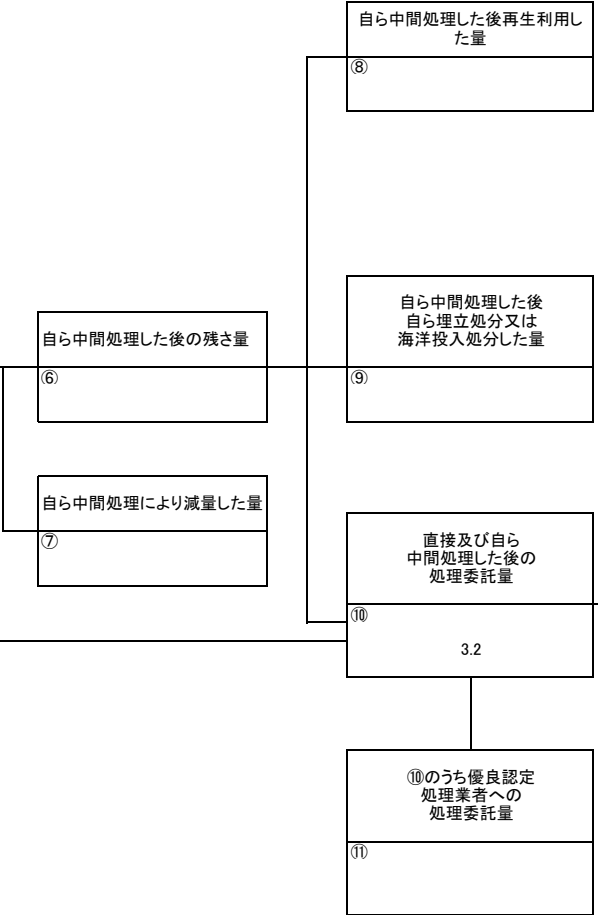 自ら中間処理した後再生利用し
た量
⑧
自ら中間処理した後の残さ量
⑥
自ら中間処理した後
自ら埋立処分又は
海洋投入処分した量
⑨
自ら中間処理により減量した量
⑦
直接及び自ら
中間処理した後の
処理委託量
⑩
3.2
⑩のうち優良認定
処理業者への
処理委託量
⑪